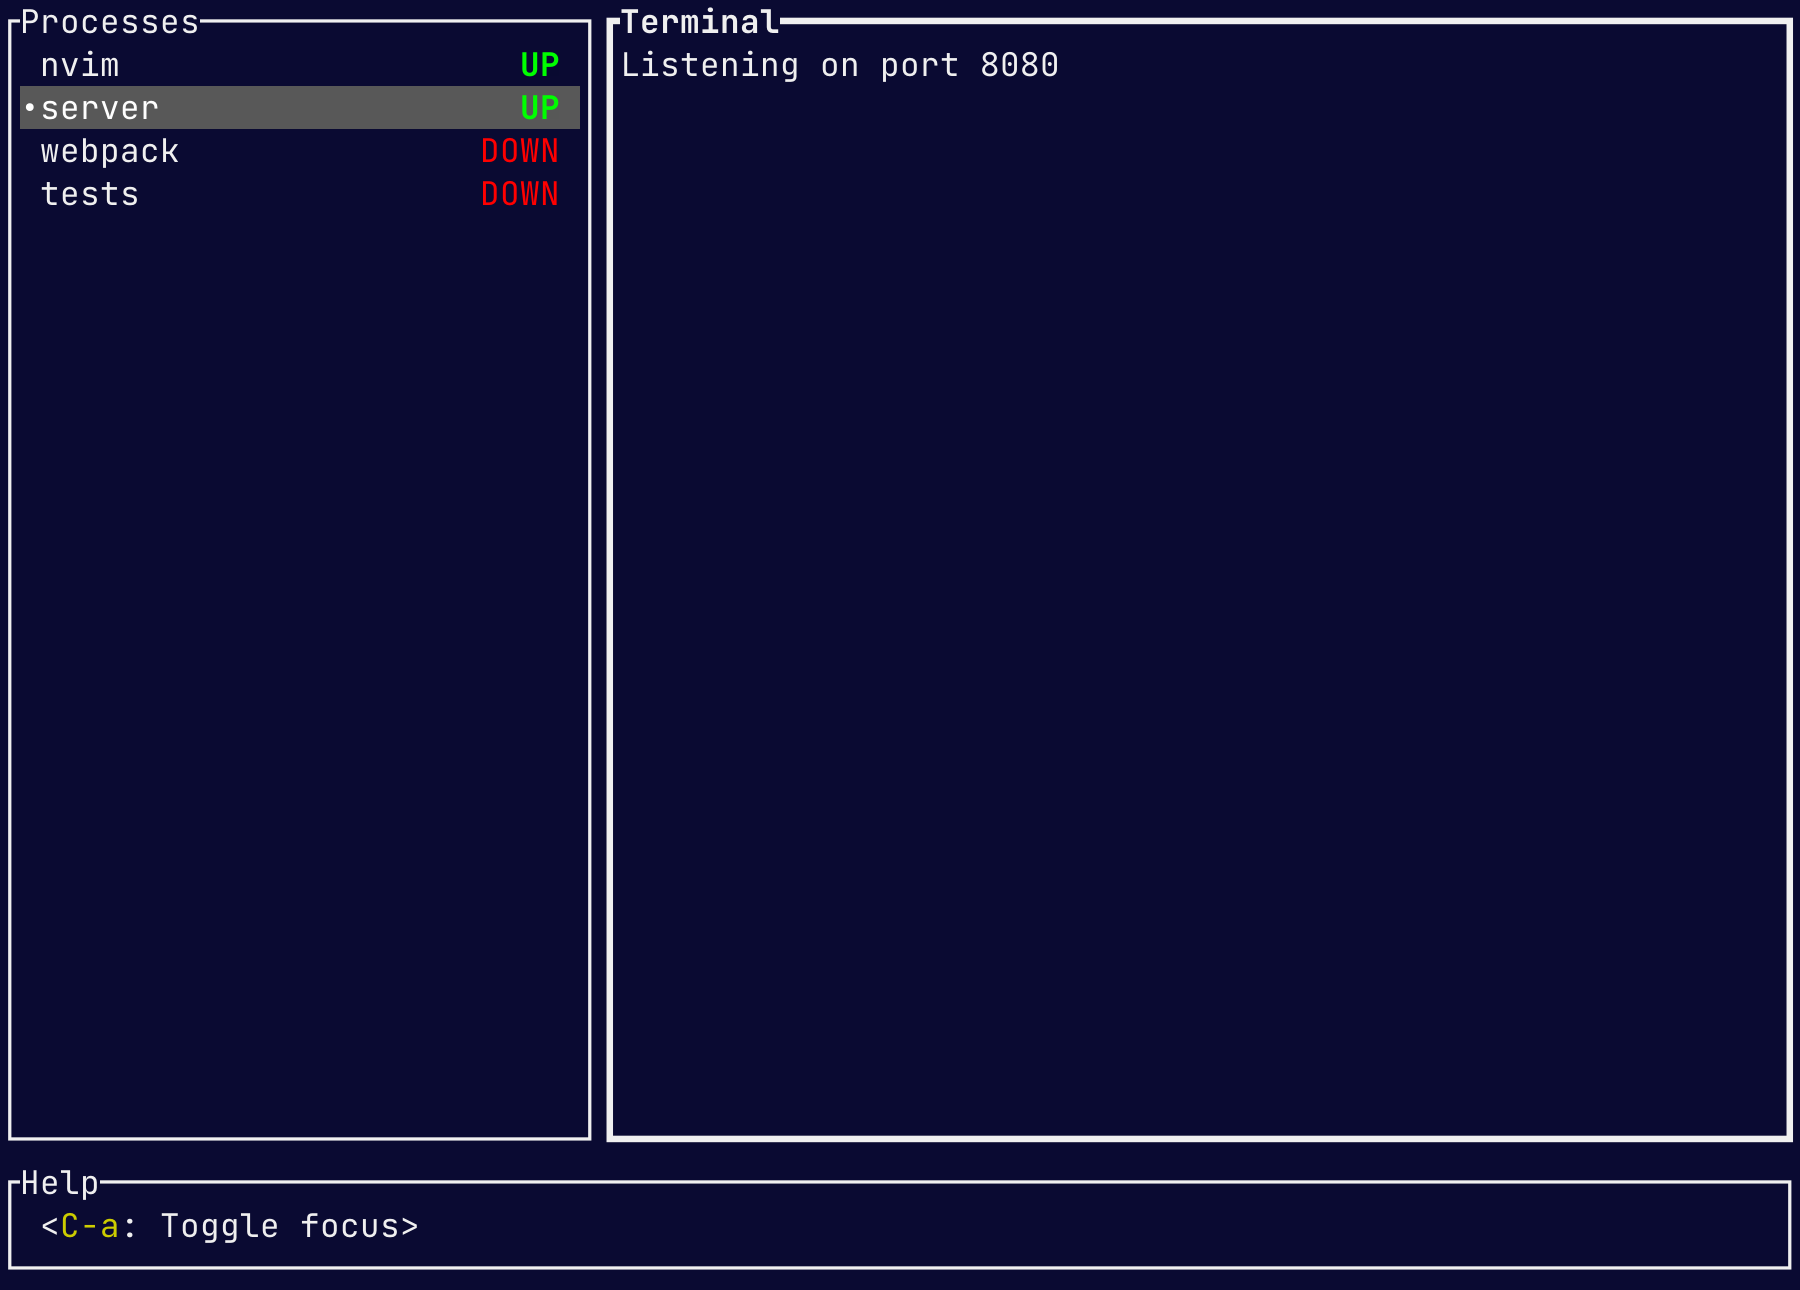 Processes
nvim UP
•server UP
webpack DOWN
tests DOWN
Terminal
Listening on port 8080
Help
<C-a: Toggle focus>